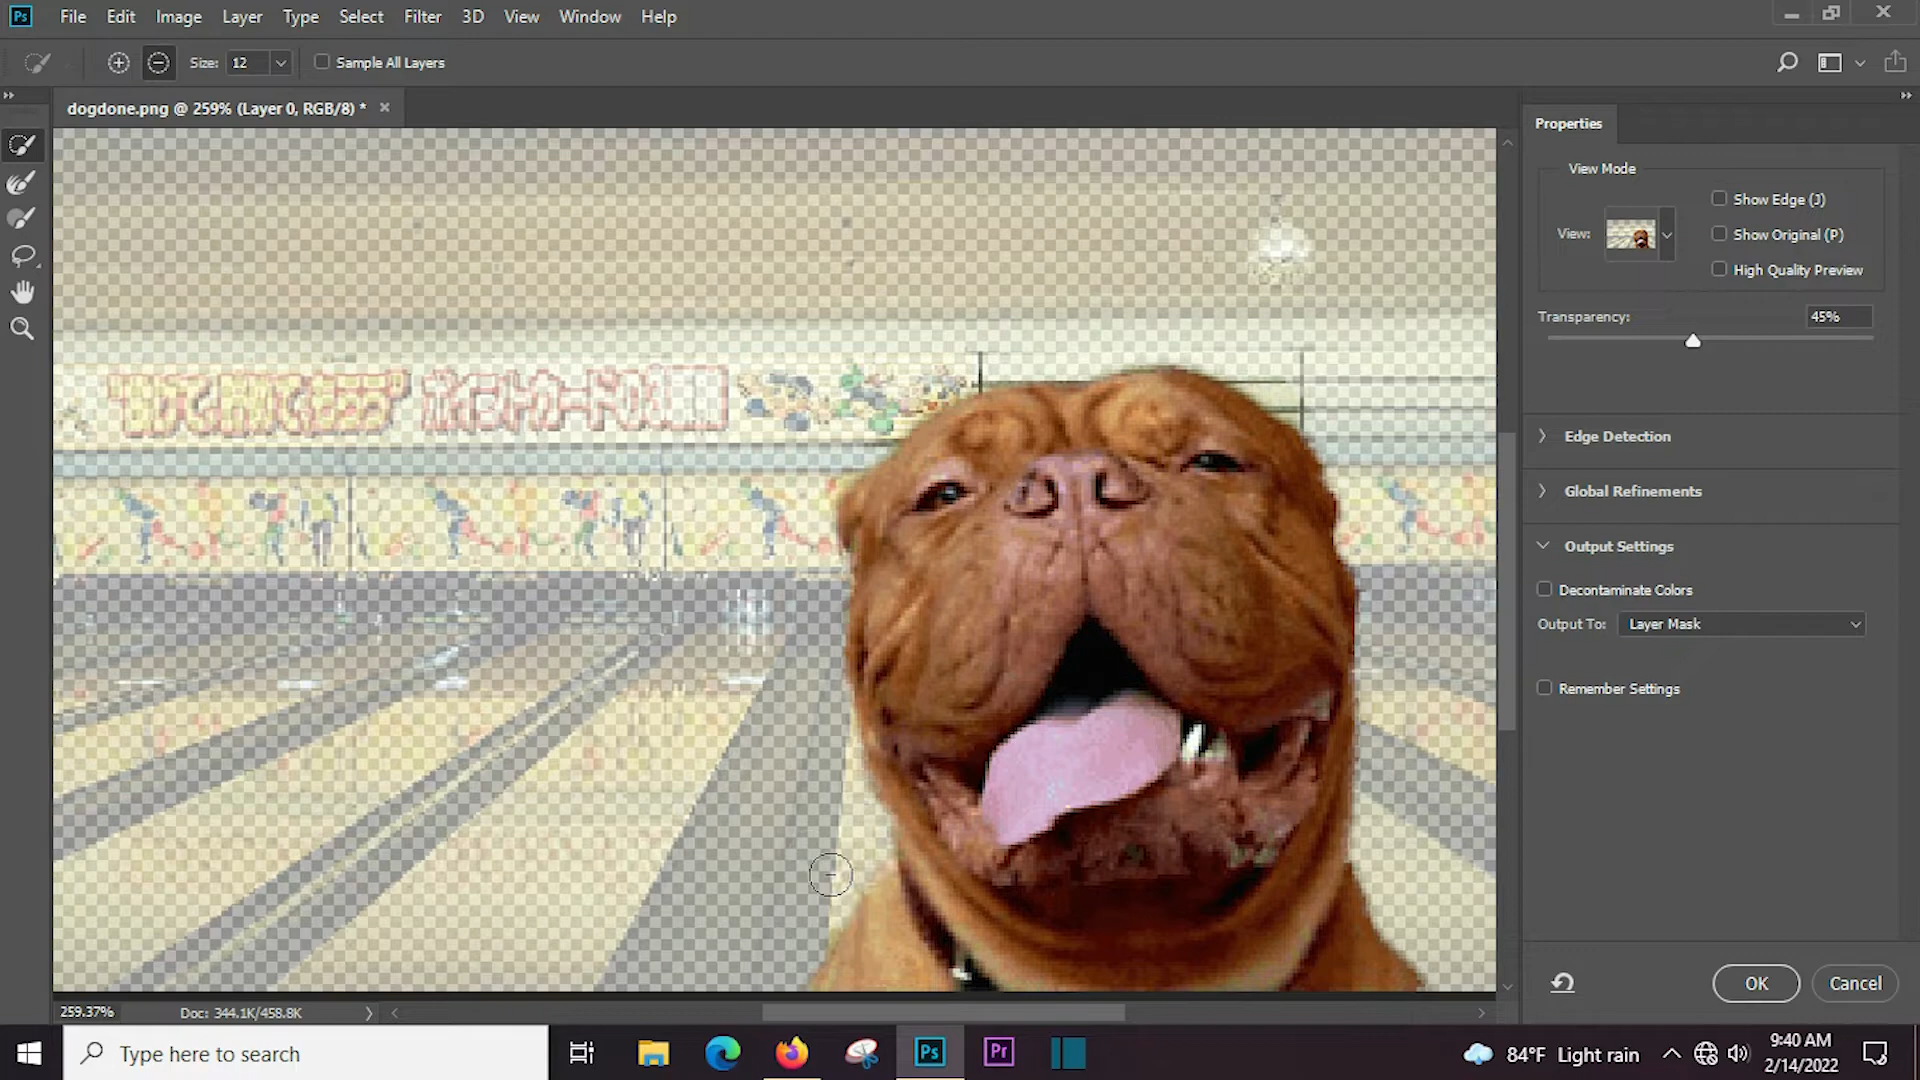 Ps File Edit Image Layer Type Select Filter 3D View Window Help
Size: 12 Sample All Layers
dogdone.png @ 259% (Layer 0, RGB/8) *
Properties
View Mode
View:
Show Edge (J)
Show Original (P)
High Quality Preview
Transparency: 45%
Edge Detection
Global Refinements
Output Settings
Decontaminate Colors
Output To: Layer Mask
Remember Settings
OK Cancel
259.37% Doc: 344.1K/458.8K
Type here to search
Ps Pr
84°F Light rain
9:40 AM
2/14/2022